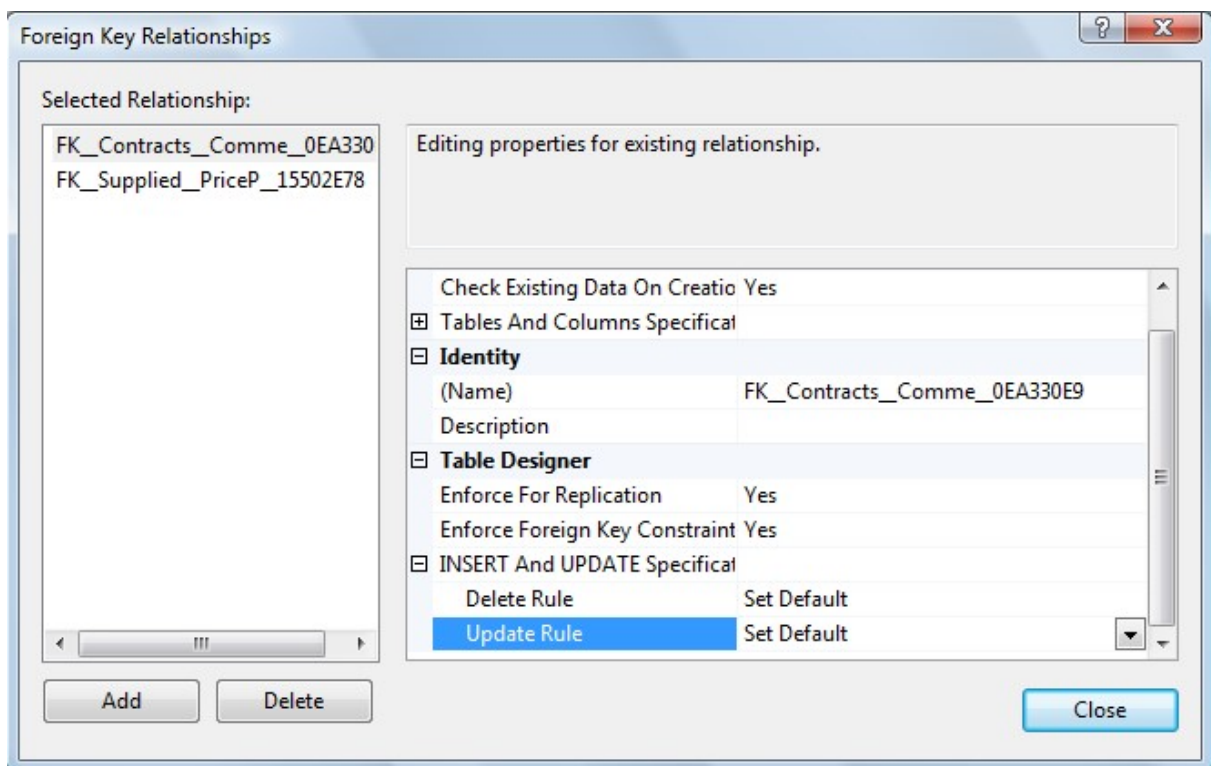 Foreign Key Relationships
?
Selected Relationship:
FK__Contracts__Comme__0EA330
FK__Supplied__PriceP__15502E78
Editing properties for existing relationship.
Check Existing Data On Creatio Yes
Tables And Columns Specificat
Identity
(Name) FK__Contracts__Comme__0EA330E9
Description
Table Designer
Enforce For Replication Yes
Enforce Foreign Key Constraint Yes
INSERT And UPDATE Specificat
Delete Rule Set Default
Update Rule Set Default
Add Delete
Close